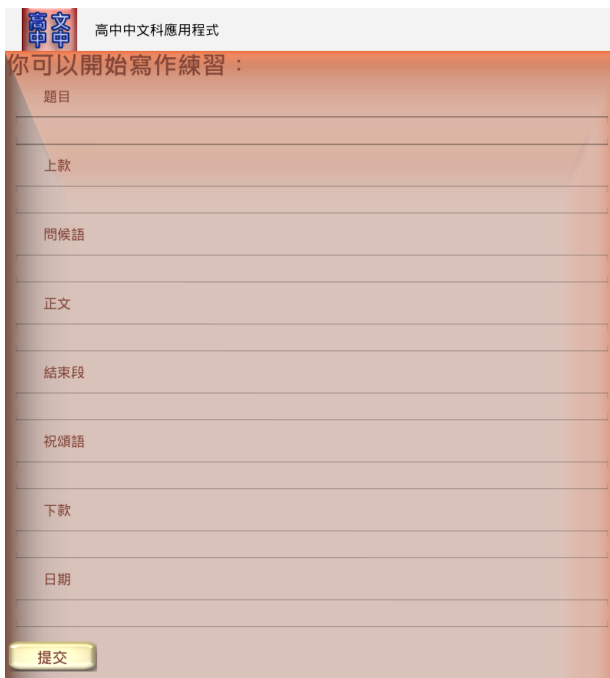 高文
中中
高中中文科應用程式
你可以開始寫作練習：
題目
上款
問候語
正文
結束段
祝頌語
下款
日期
提交